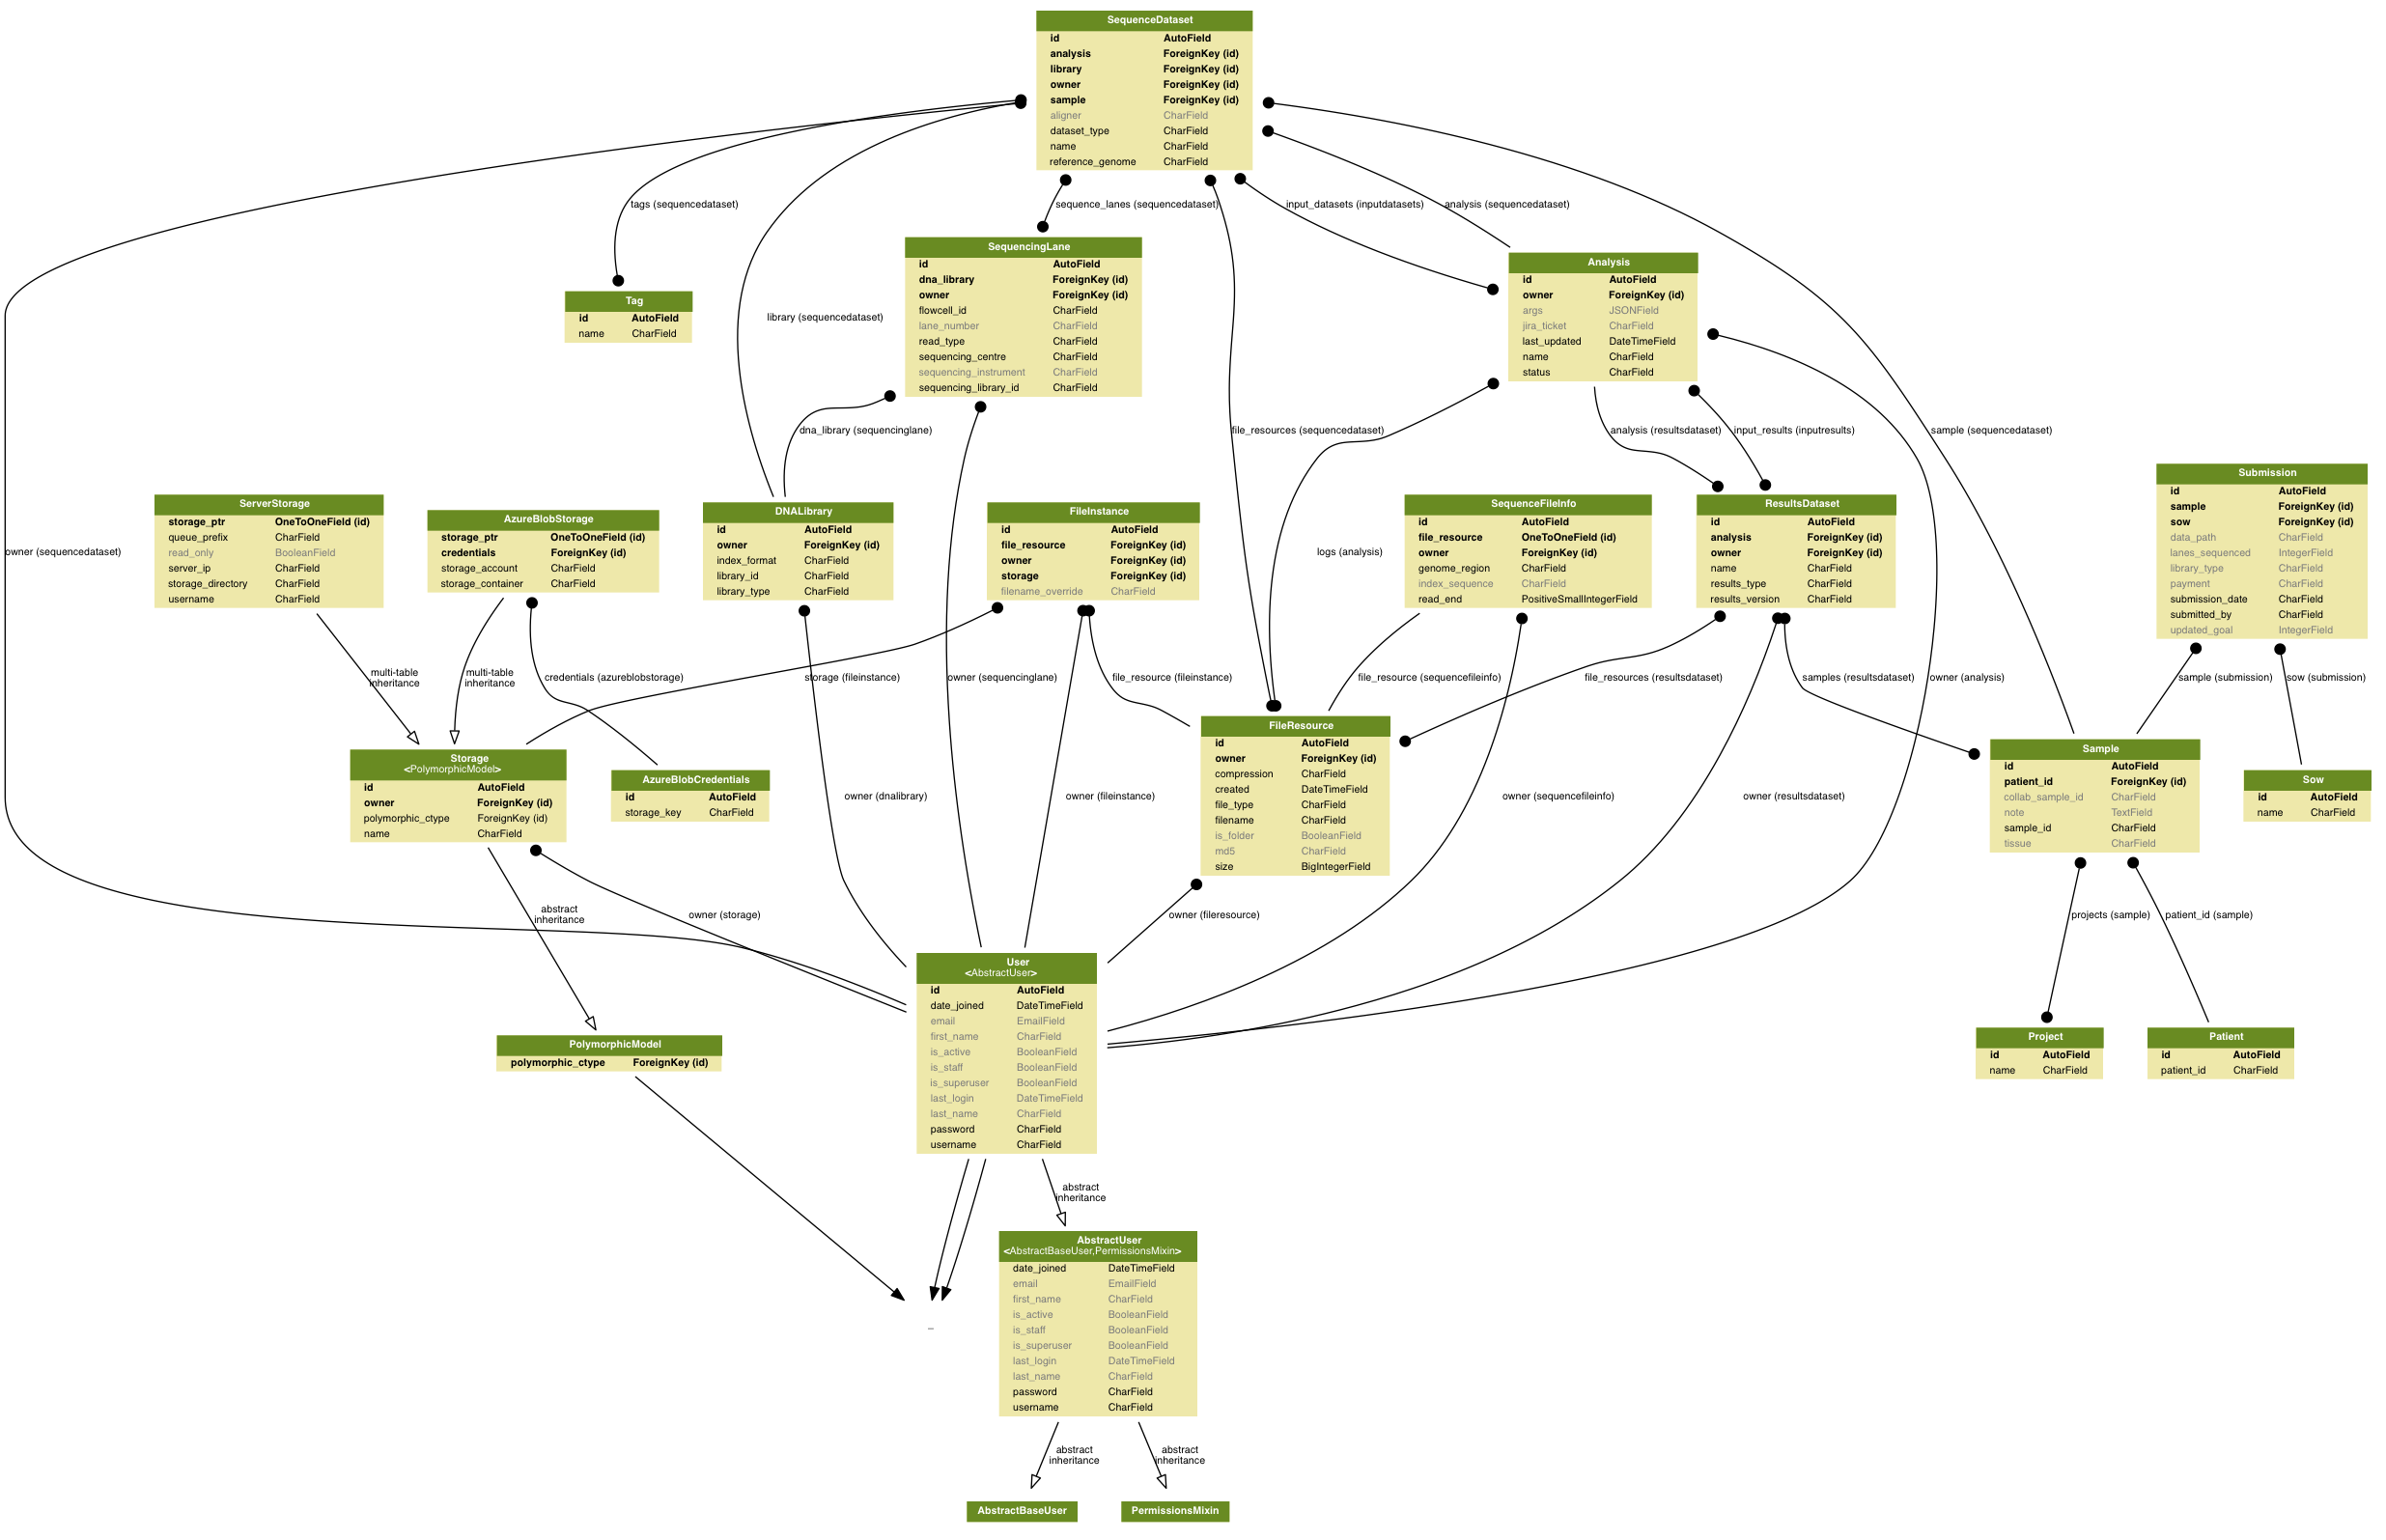 SequenceDataset
id AutoField
analysis ForeignKey (id)
library ForeignKey (id)
owner ForeignKey (id)
sample ForeignKey (id)
aligner CharField
dataset_type CharField
name CharField
reference_genome CharField
tags (sequencedataset)
sequence_lanes (sequencedataset)
input_datasets (inputdatasets)
analysis (sequencedataset)
SequencingLane
id AutoField
dna_library ForeignKey (id)
owner ForeignKey (id)
flowcell_id CharField
lane_number CharField
read_type CharField
sequencing_centre CharField
sequencing_instrument CharField
sequencing_library_id CharField
Analysis
id AutoField
owner ForeignKey (id)
args JSONField
jira_ticket CharField
last_updated DateTimeField
name CharField
status CharField
Tag
id AutoField
name CharField
library (sequencedataset)
dna_library (sequencinglane)
file_resources (sequencedataset)
analysis (resultsdataset)
input_results (inputresults)
sample (sequencedataset)
owner (sequencedataset)
ServerStorage
storage_ptr OneToOneField (id)
queue_prefix CharField
read_only BooleanField
server_ip CharField
storage_directory CharField
username CharField
AzureBlobStorage
storage_ptr OneToOneField (id)
credentials ForeignKey (id)
storage_account CharField
storage_container CharField
DNALibrary
id AutoField
owner ForeignKey (id)
index_format CharField
library_id CharField
library_type CharField
FileInstance
id AutoField
file_resource ForeignKey (id)
owner ForeignKey (id)
storage ForeignKey (id)
filename_override CharField
logs (analysis)
SequenceFileInfo
id AutoField
file_resource OneToOneField (id)
owner ForeignKey (id)
genome_region CharField
index_sequence CharField
read_end PositiveSmallIntegerField
ResultsDataset
id AutoField
analysis ForeignKey (id)
owner ForeignKey (id)
name CharField
results_type CharField
results_version CharField
Submission
id AutoField
sample ForeignKey (id)
sow ForeignKey (id)
data_path CharField
lanes_sequenced IntegerField
library_type CharField
payment CharField
submission_date CharField
submitted_by CharField
updated_goal IntegerField
multi-table
inheritance
multi-table
inheritance
credentials (azureblobstorage)
storage (fileinstance)
owner (sequencinglane)
file_resource (fileinstance)
file_resource (sequencefileinfo)
file_resources (resultsdataset)
samples (resultsdataset)
owner (analysis)
sample (submission)
sow (submission)
Storage
<PolymorphicModel>
id AutoField
owner ForeignKey (id)
polymorphic_ctype ForeignKey (id)
name CharField
AzureBlobCredentials
id AutoField
storage_key CharField
owner (dnalibrary)
owner (fileinstance)
FileResource
id AutoField
owner ForeignKey (id)
compression CharField
created DateTimeField
file_type CharField
filename CharField
is_folder BooleanField
md5 CharField
size BigIntegerField
owner (sequencefileinfo)
owner (resultsdataset)
Sample
id AutoField
patient_id ForeignKey (id)
collab_sample_id CharField
note TextField
sample_id CharField
tissue CharField
Sow
id AutoField
name CharField
abstract
inheritance
owner (storage)
owner (fileresource)
projects (sample)
patient_id (sample)
User
<AbstractUser>
id AutoField
date_joined DateTimeField
email EmailField
first_name CharField
is_active BooleanField
is_staff BooleanField
is_superuser BooleanField
last_login DateTimeField
last_name CharField
password CharField
username CharField
PolymorphicModel
polymorphic_ctype ForeignKey (id)
Project
id AutoField
name CharField
Patient
id AutoField
patient_id CharField
abstract
inheritance
AbstractUser
<AbstractBaseUser,PermissionsMixin>
date_joined DateTimeField
email EmailField
first_name CharField
is_active BooleanField
is_staff BooleanField
is_superuser BooleanField
last_login DateTimeField
last_name CharField
password CharField
username CharField
abstract
inheritance
abstract
inheritance
AbstractBaseUser
PermissionsMixin